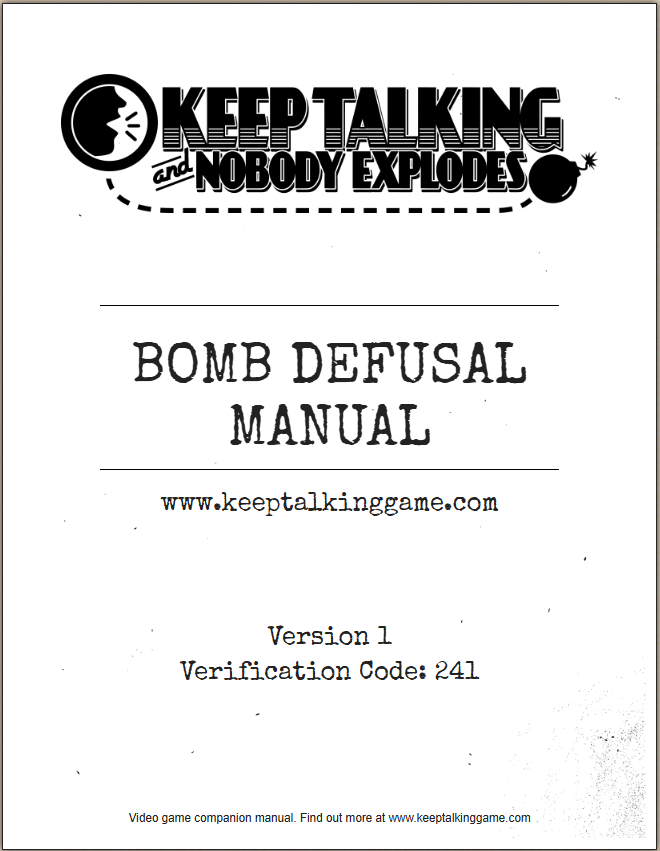 KEEP TALKING
and NOBODY EXPLODES
BOMB DEFUSAL
MANUAL
www.keeptalkinggame.com
Version 1
Verification Code: 241
Video game companion manual. Find out more at www.keeptalkinggame.com